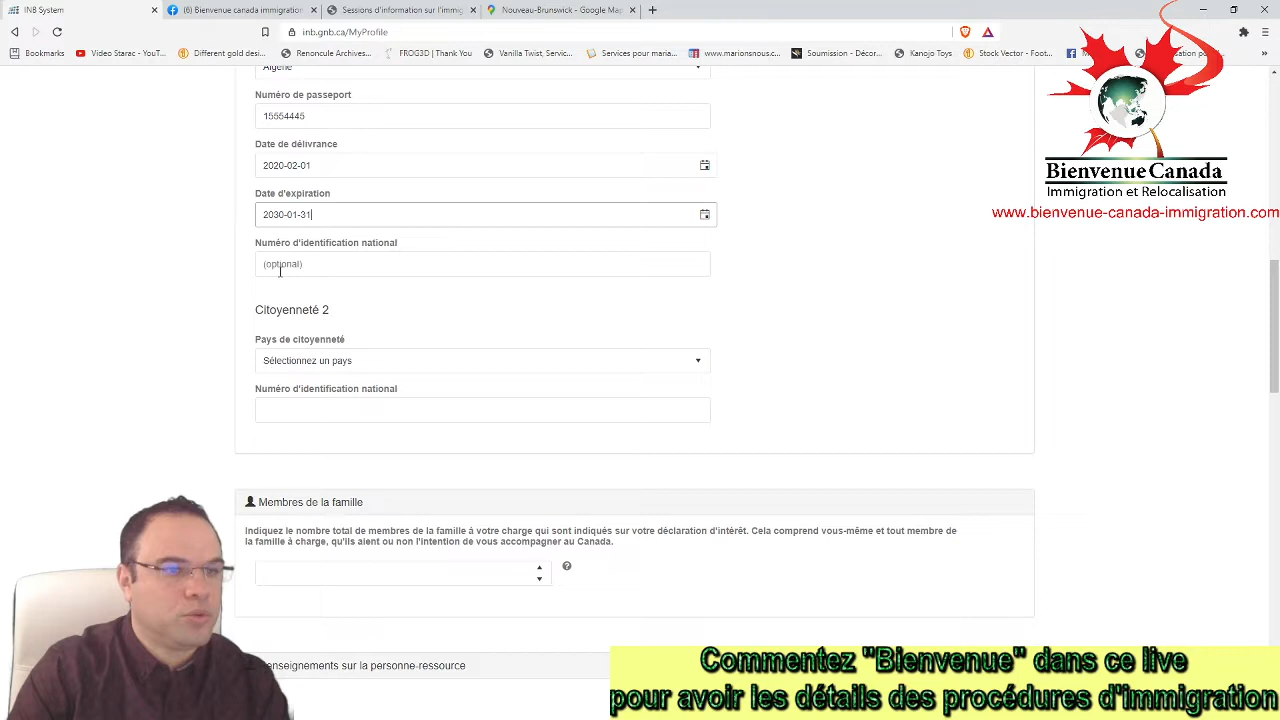 IN8 System
(6) Bienvenue canada immigration
Sessions d'information sur l'immig
Nouveau-Brunswick - Google Map
inb.gnb.ca/MyProfile
Bookmarks
Video Starac - YouT...
Different gold desi...
Renoncule Archives...
FROG3D | Thank You
Vanilla Twist, Servic...
Services pour maria...
www.marionsnous....
Soumission - Décor...
Kanojo Toys
Stock Vector - Foot...
Algérie
Numéro de passeport
15554445
Date de délivrance
2020-02-01
Date d'expiration
2030-01-31
Numéro d'identification national
(optional)
Citoyenneté 2
Pays de citoyenneté
Sélectionnez un pays
Numéro d'identification national
Membres de la famille
Indiquez le nombre total de membres de la famille à votre charge qui sont indiqués sur votre déclaration d'intérêt. Cela comprend vous-même et tout membre de
la famille à charge, qu'ils aient ou non l'intention de vous accompagner au Canada.
enseignements sur la personne-ressource
Bienvenue Canada
Immigration et Relocalisation
www.bienvenue-canada-immigration.com
Commentez "Bienvenue" dans ce live
pour avoir les détails des procédures d'immigration